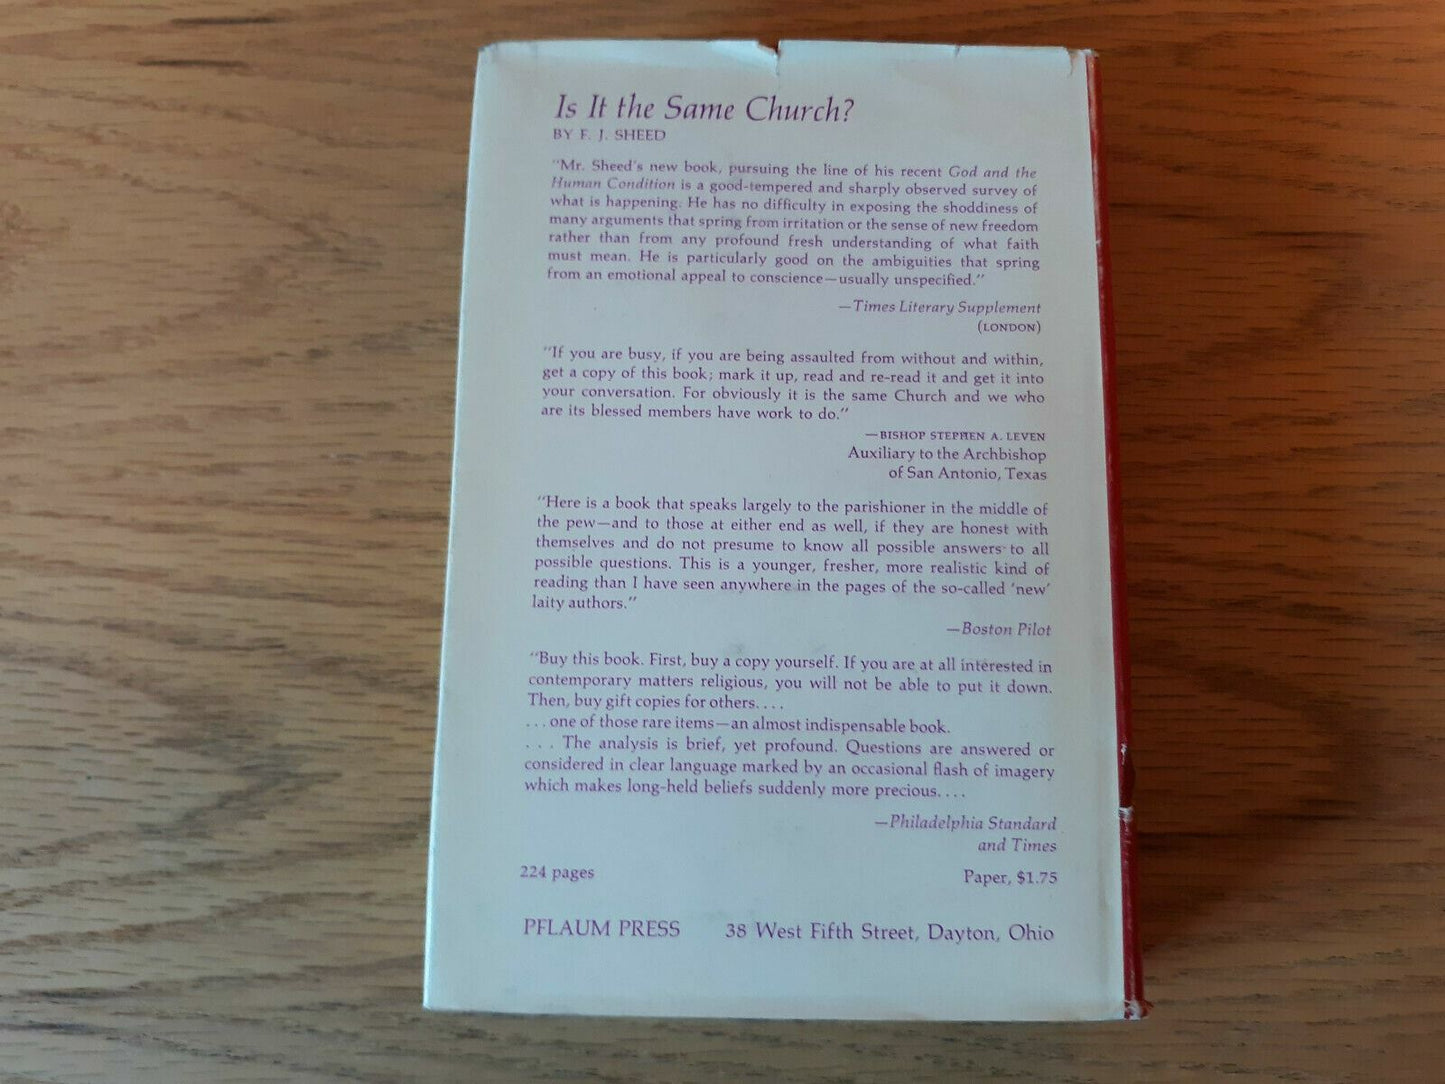 Is It the Same Church?
BY F. J. SHEED
"Mr. Sheed's new book, pursuing the line of his recent God and the
Human Condition is a good-tempered and sharply observed survey of
what is happening. He has no difficulty in exposing the shoddiness of
many arguments that spring from irritation or the sense of new freedom
rather than from any profound fresh understanding of what faith
must mean. He is particularly good on the ambiguities that spring
from an emotional appeal to conscience—usually unspecified."
—Times Literary Supplement
(LONDON)
"If you are busy, if you are being assaulted from without and within,
get a copy of this book; mark it up, read and re-read it and get it into
your conversation. For obviously it is the same Church and we who
are its blessed members have work to do."
—BISHOP STEPHEN A. LEVEN
Auxiliary to the Archbishop
of San Antonio, Texas
"Here is a book that speaks largely to the parishioner in the middle of
the pew—and to those at either end as well, if they are honest with
themselves and do not presume to know all possible answers to all
possible questions. This is a younger, fresher, more realistic kind of
reading than I have seen anywhere in the pages of the so-called 'new'
laity authors."
—Boston Pilot
"Buy this book. First, buy a copy yourself. If you are at all interested in
contemporary matters religious, you will not be able to put it down.
Then, buy gift copies for others. . . .
. . . one of those rare items—an almost indispensable book.
. . . The analysis is brief, yet profound. Questions are answered or
considered in clear language marked by an occasional flash of imagery
which makes long-held beliefs suddenly more precious. . . .
—Philadelphia Standard
and Times
224 pages Paper, $1.75
PFLAUM PRESS 38 West Fifth Street, Dayton, Ohio